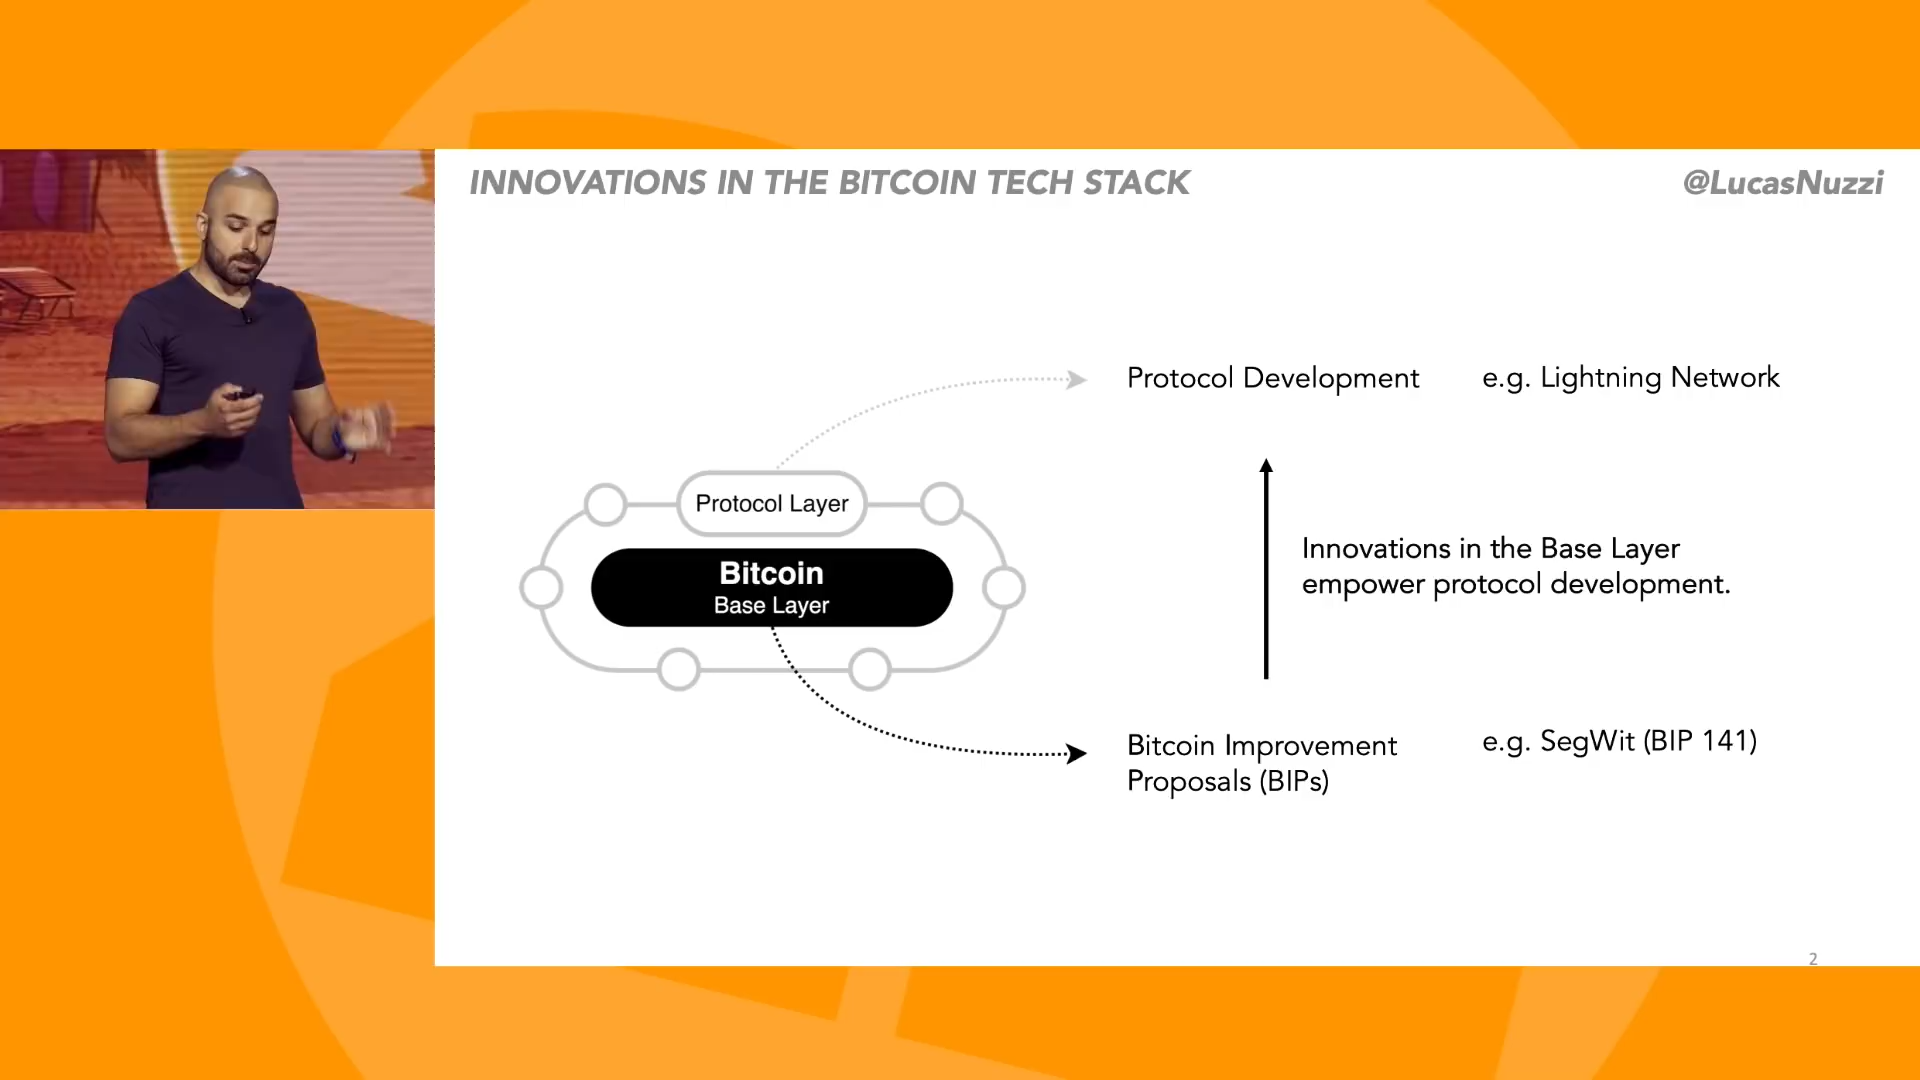 INNOVATIONS IN THE BITCOIN TECH STACK
@LucasNuzzi
Protocol Development
e.g. Lightning Network
Protocol Layer
Bitcoin
Base Layer
Innovations in the Base Layer
empower protocol development.
Bitcoin Improvement
Proposals (BIPs)
e.g. SegWit (BIP 141)
2